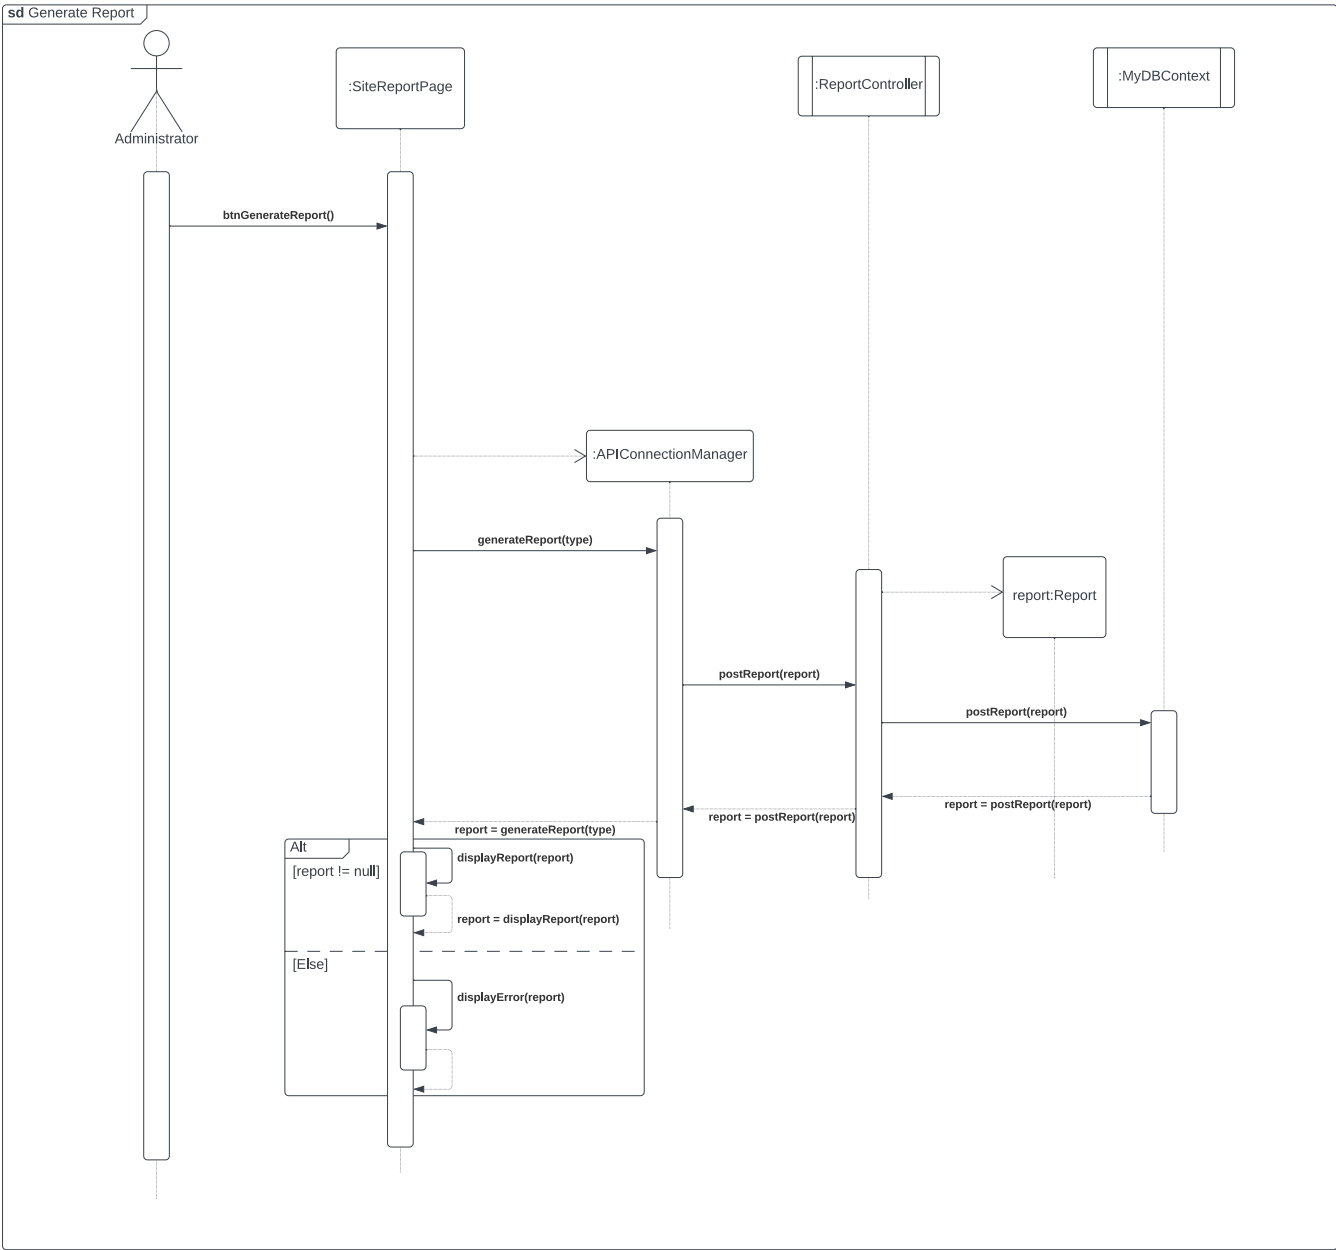 sd Generate Report
Administrator
:SiteReportPage
:ReportController
:MyDBContext
btnGenerateReport()
:APIConnectionManager
generateReport(type)
report:Report
postReport(report)
postReport(report)
report = postReport(report)
report = postReport(report)
report = generateReport(type)
Alt
[report != null]
displayReport(report)
report = displayReport(report)
[Else]
displayError(report)